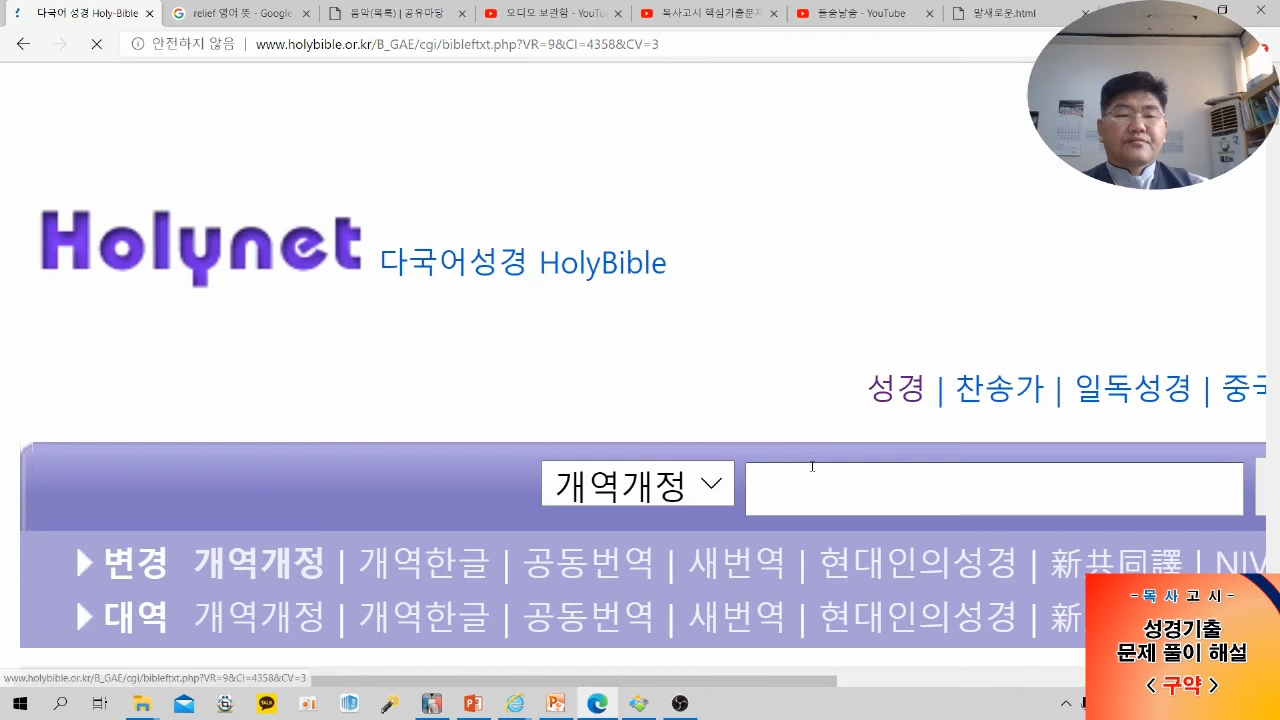 다국어 성경 Holy-Bible
relief 영어 뜻 - Google
음악(목록) | 공유마당
오디오 보관함 - YouTu
목사고시 핵심기출문제
들숨날숨 - YouTube
말새로운.html
안전하지 않음
www.holybible.or.kr/B_GAE/cgi/bibleftxt.php?VR=9&CI=4358&CV=3
Holynet 다국어성경 HolyBible
성경 | 찬송가 | 일독성경 | 중국
개역개정
변경 개역개정 | 개역한글 | 공동번역 | 새번역 | 현대인의성경 | 新共同譯 | NIV
대역 개역개정 | 개역한글 | 공동번역 | 새번역 | 현대인의성경 | 新
- 목 사 고 시 -
성경기출
문제 풀이 해설
< 구약 >
www.holybible.or.kr/B_GAE/cgi/bibleftxt.php?VR=9&CI=4358&CV=3
TALK